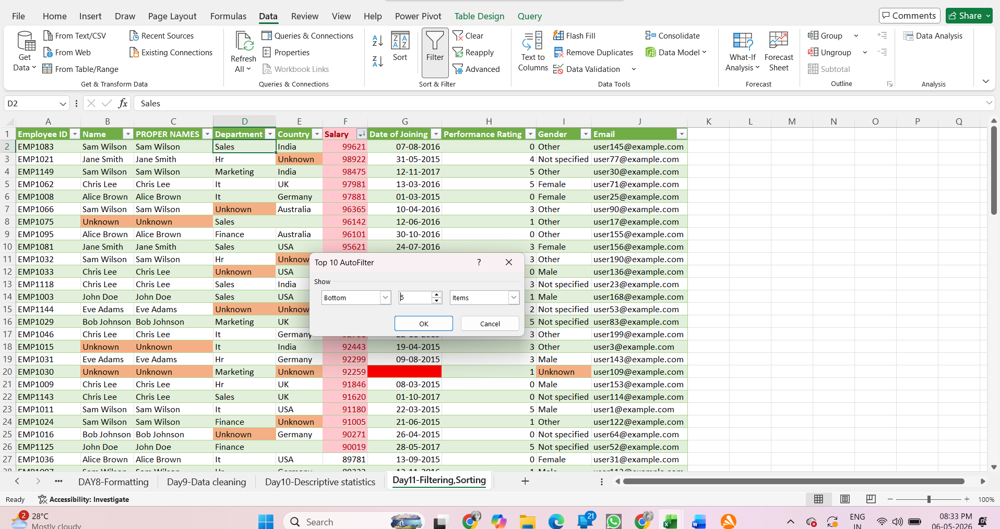 File Home Insert Draw Page Layout Formulas Data Review View Help Power Pivot Table Design Query Comments Share
Get Data From Text/CSV From Web From Table/Range Recent Sources Existing Connections
Get & Transform Data
Refresh All Queries & Connections Properties Workbook Links
Queries & Connections
Sort Filter Clear Reapply Advanced
Sort & Filter
Text to Columns Flash Fill Remove Duplicates Data Validation Consolidate Data Model
Data Tools
What-If Analysis Forecast Sheet
Forecast
Group Ungroup Subtotal
Outline
Data Analysis
Analysis
D2 fx Sales
A B C D E F G H I J K L M N O P Q
1 Employee ID Name PROPER NAMES Department Country Salary Date of Joining Performance Rating Gender Email
2 EMP1083 Sam Wilson Sam Wilson Sales India 99621 07-08-2016 0 Other user145@example.com
3 EMP1021 Jane Smith Jane Smith Hr Unknown 98922 31-05-2015 4 Not specified user77@example.com
4 EMP1149 Sam Wilson Sam Wilson Marketing India 98475 12-11-2017 5 Other user30@example.com
5 EMP1062 Chris Lee Chris Lee It UK 97981 13-03-2016 5 Female user71@example.com
6 EMP1008 Alice Brown Alice Brown It Germany 97881 01-03-2015 0 Female user25@example.com
7 EMP1066 Sam Wilson Sam Wilson Unknown Australia 96365 10-04-2016 3 Other user90@example.com
8 EMP1075 Unknown Unknown Sales 96142 12-06-2016 1 Other user17@example.com
9 EMP1095 Alice Brown Alice Brown Finance Australia 96101 30-10-2016 0 Other user155@example.com
10 EMP1081 Jane Smith Jane Smith Sales USA 95621 24-07-2016 3 Female user156@example.com
11 EMP1032 Sam Wilson Sam Wilson Hr Unknow 3 Other user190@example.com
12 EMP1033 Chris Lee Chris Lee Unknown USA 0 Male user136@example.com
13 EMP1118 Chris Lee Chris Lee Sales India 3 Not specified user23@example.com
14 EMP1003 John Doe John Doe Sales USA 1 Male user168@example.com
15 EMP1144 Eve Adams Eve Adams Unknown Unknow 2 Not specified user53@example.com
16 EMP1029 Bob Johnson Bob Johnson Marketing UK 5 Not specified user83@example.com
17 EMP1046 Chris Lee Chris Lee It Germany 3 Other user199@example.com
18 EMP1015 Unknown Unknown It India 92443 19-04-2015 3 Other user3@example.com
19 EMP1031 Eve Adams Eve Adams Hr Germany 92299 09-08-2015 3 Male user143@example.com
20 EMP1030 Unknown Unknown Marketing Unknown 92259 1 Unknown user109@example.com
21 EMP1009 Chris Lee Chris Lee Hr UK 91846 08-03-2015 0 Male user153@example.com
22 EMP1143 Chris Lee Chris Lee Sales UK 91620 01-10-2017 0 Not specified user114@example.com
23 EMP1011 Sam Wilson Sam Wilson It USA 91180 22-03-2015 5 Male user1@example.com
24 EMP1024 Sam Wilson Sam Wilson Finance Unknown 91005 21-06-2015 1 Other user122@example.com
25 EMP1016 Bob Johnson Bob Johnson Unknown Germany 90271 26-04-2015 0 Not specified user64@example.com
26 EMP1125 John Doe John Doe Finance 90019 28-05-2017 5 Not specified user52@example.com
27 EMP1036 Alice Brown Alice Brown It USA 89781 13-09-2015 0 Female user31@example.com
Top 10 AutoFilter ?
Show
Bottom 5 Items
OK Cancel
DAY8-Formatting Day9-Data cleaning Day10-Descriptive statistics Day11-Filtering,Sorting
Ready Accessibility: Investigate 100%
2 28°C Search 21 ENG 08:33 PM
Mostly cloudy IN 06-05-2026